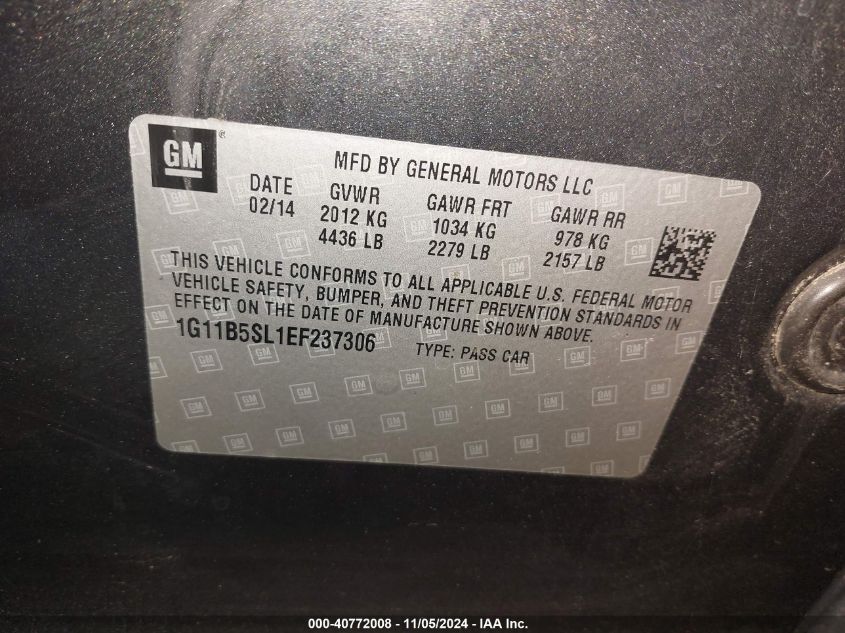 GM ®
MFD BY GENERAL MOTORS LLC
DATE GVWR GAWR FRT GAWR RR
02/14 2012 KG 1034 KG 978 KG
4436 LB 2279 LB 2157 LB
THIS VEHICLE CONFORMS TO ALL APPLICABLE U.S. FEDERAL MOTOR
VEHICLE SAFETY, BUMPER, AND THEFT PREVENTION STANDARDS IN
EFFECT ON THE DATE OF MANUFACTURE SHOWN ABOVE.
1G11B5SL1EF237306 TYPE: PASS CAR
000-40772008 - 11/05/2024 - IAA Inc.